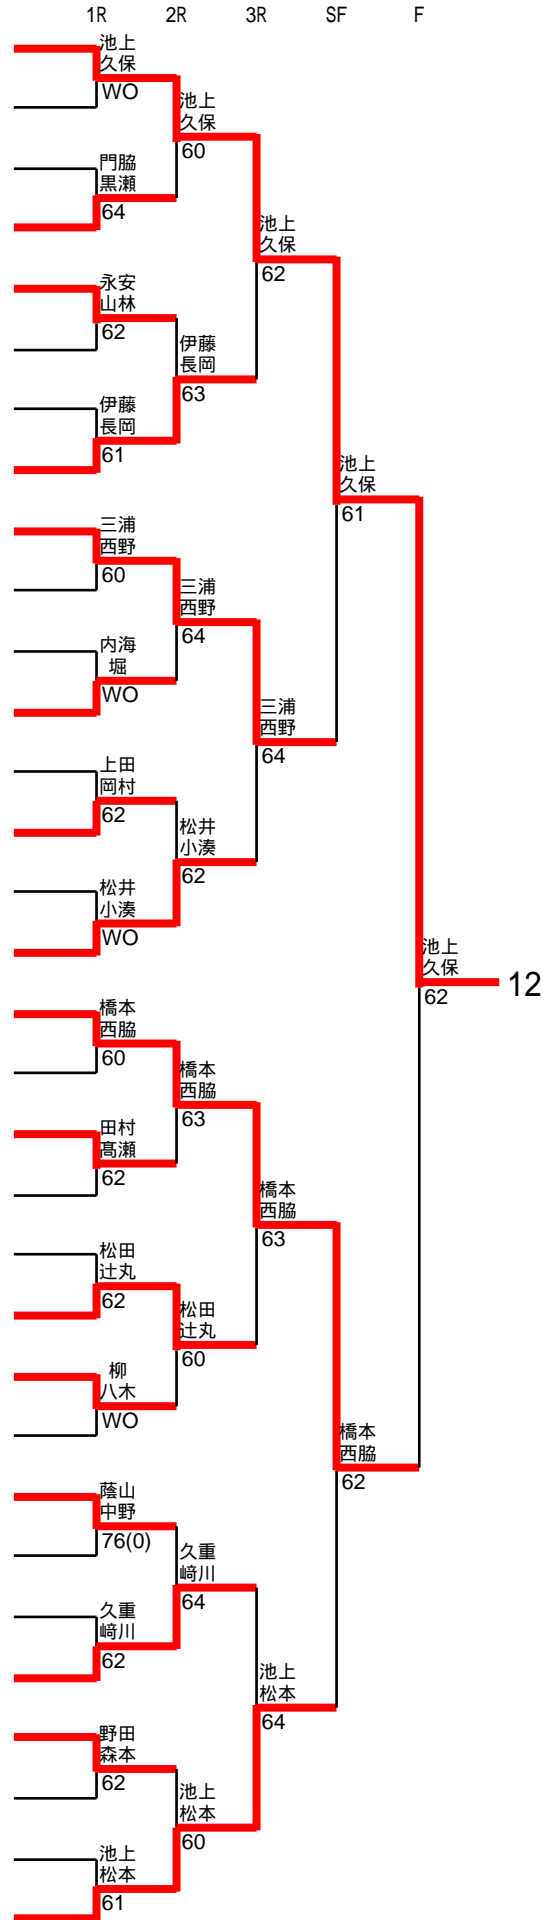 1R 2R 3R SF F
池上
久保
WO
池上
久保
60
門脇
黒瀬
64
池上
久保
62
永安
山林
62
伊藤
長岡
63
伊藤
長岡
61
池上
久保
61
三浦
西野
60
三浦
西野
64
内海
堀
WO
三浦
西野
64
上田
岡村
62
松井
小湊
62
松井
小湊
WO
池上
久保
62
12
橋本
西脇
60
橋本
西脇
63
田村
髙瀬
62
橋本
西脇
63
松田
辻丸
62
松田
辻丸
60
柳
八木
WO
橋本
西脇
62
蔭山
中野
76(0)
久重
﨑川
64
久重
﨑川
62
池上
松本
64
野田
森本
62
池上
松本
60
池上
松本
61